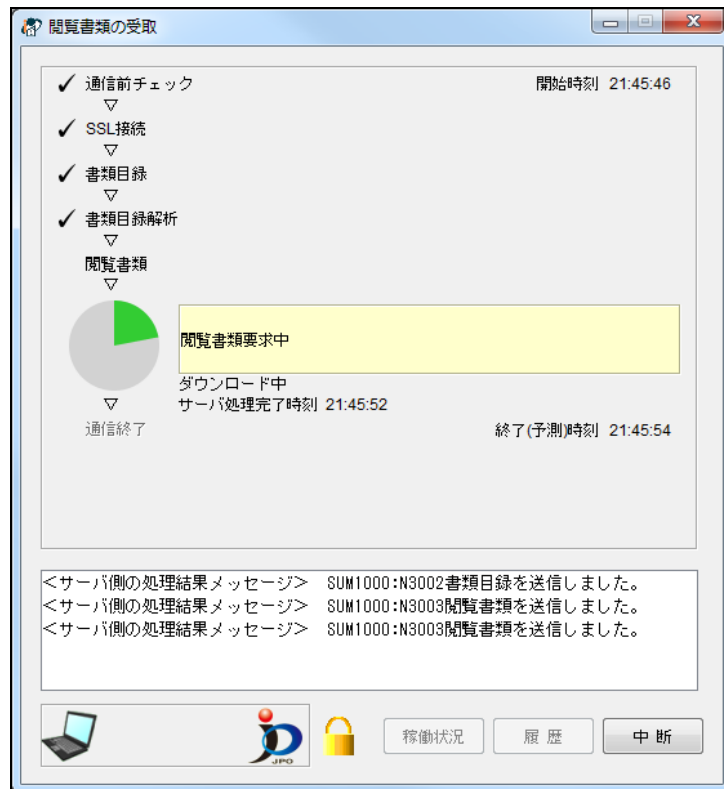 閲覧書類の受取
通信前チェック 開始時刻 21:45:46
SSL接続
書類目録
書類目録解析
閲覧書類
閲覧書類要求中
ダウンロード中
サーバ処理完了時刻 21:45:52
通信終了
終了(予測)時刻 21:45:54
<サーバ側の処理結果メッセージ> SUM1000:N3002書類目録を送信しました。
<サーバ側の処理結果メッセージ> SUM1000:N3003閲覧書類を送信しました。
<サーバ側の処理結果メッセージ> SUM1000:N3003閲覧書類を送信しました。
JPO
稼働状況 履歴 中断